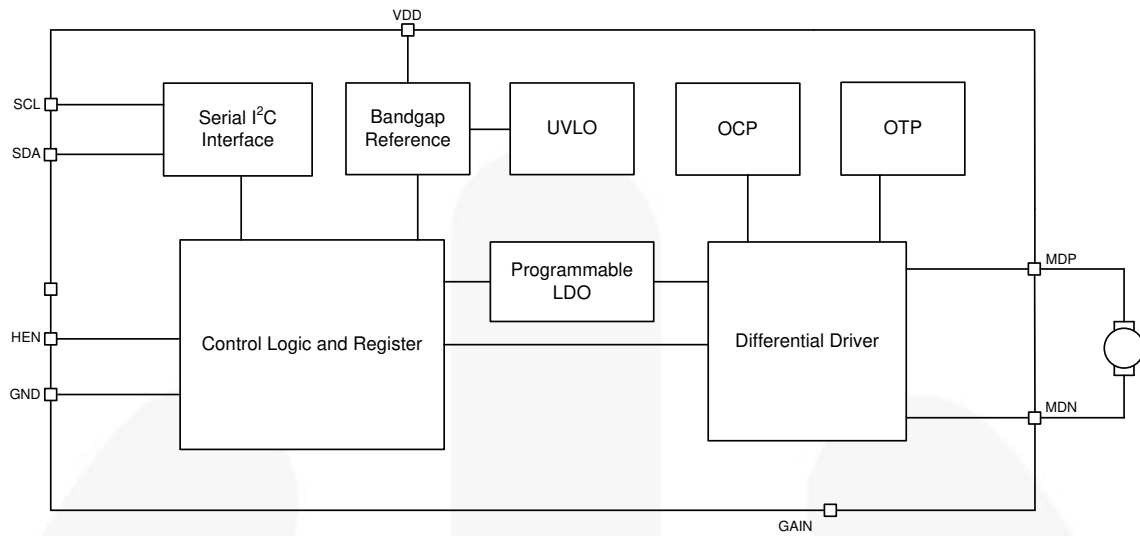 VDD
SCL
SDA
Serial I²C
Interface
Bandgap
Reference
UVLO
OCP
OTP
Programmable
LDO
MDP
HEN
Control Logic and Register
Differential Driver
GND
MDN
GAIN